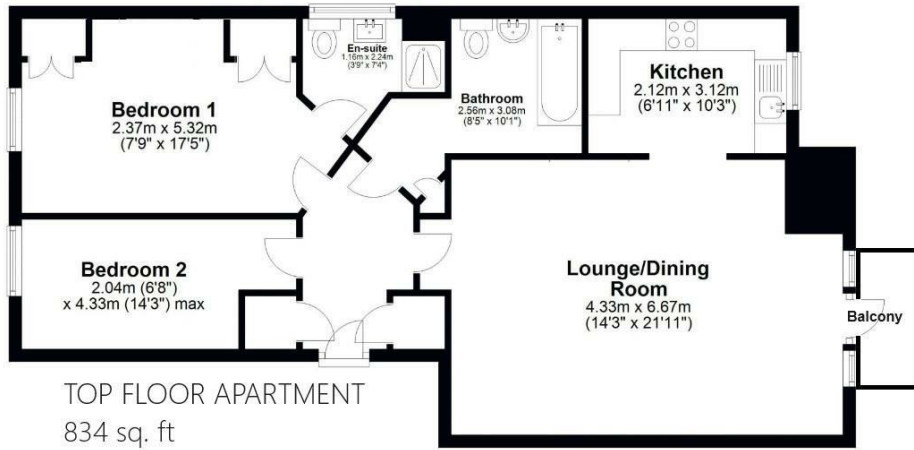 En-suite
1.16m x 2.24m
(3'9" x 7'4")
Bedroom 1
2.37m x 5.32m
(7'9" x 17'5")
Bathroom
2.56m x 3.08m
(8'5" x 10'1")
Kitchen
2.12m x 3.12m
(6'11" x 10'3")
Bedroom 2
2.04m (6'8")
x 4.33m (14'3") max
Lounge/Dining
Room
4.33m x 6.67m
(14'3" x 21'11")
Balcony
TOP FLOOR APARTMENT
834 sq. ft